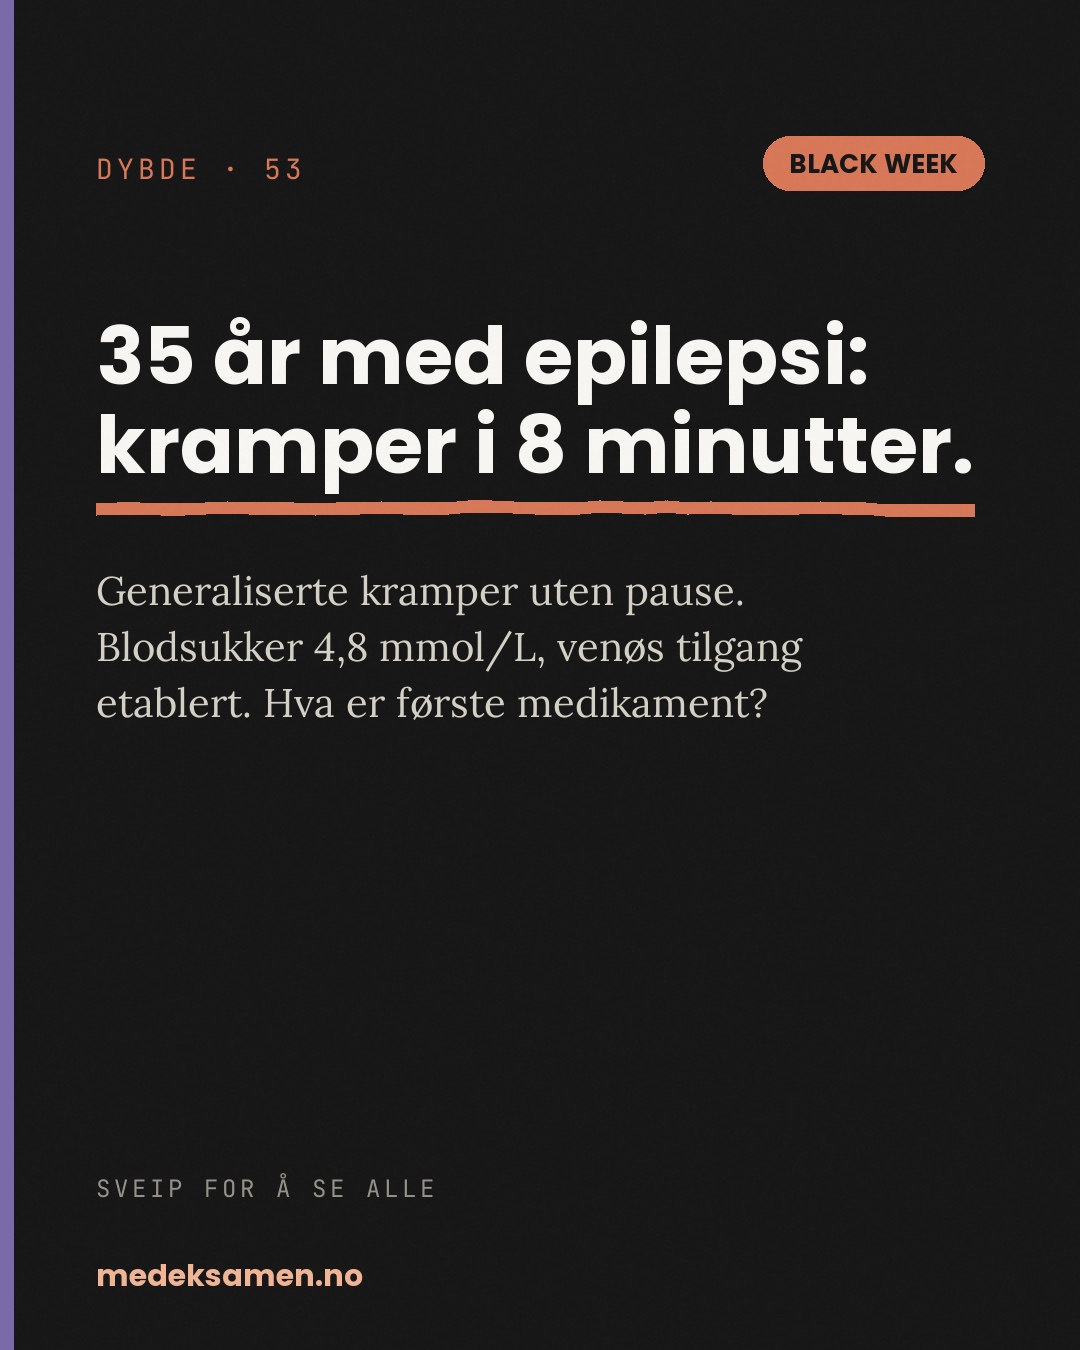 DYBDE · 53
BLACK WEEK
35 år med epilepsi:
kramper i 8 minutter.
Generaliserte kramper uten pause.
Blodsukker 4,8 mmol/L, venøs tilgang
etablert. Hva er første medikament?
SVEIP FOR Å SE ALLE
medeksamen.no